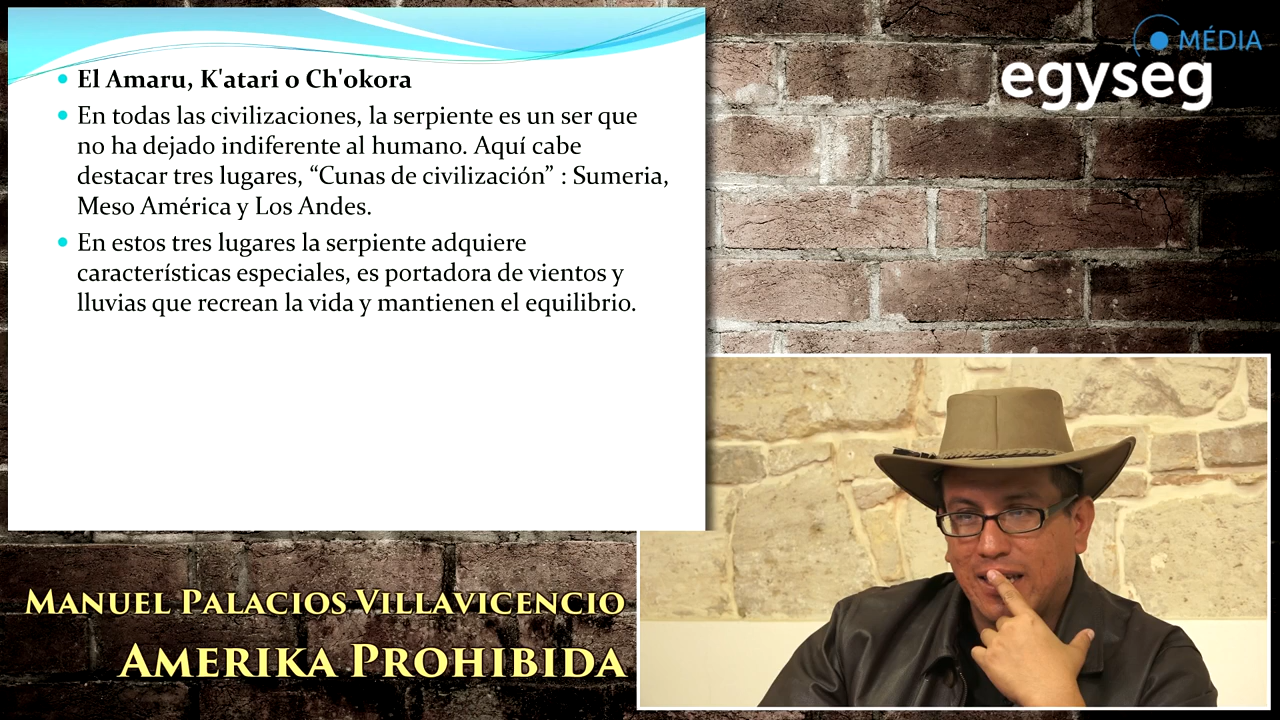 El Amaru, K'atari o Ch'okora
En todas las civilizaciones, la serpiente es un ser que
no ha dejado indiferente al humano. Aquí cabe
destacar tres lugares, “Cunas de civilización” : Sumeria,
Meso América y Los Andes.
En estos tres lugares la serpiente adquiere
características especiales, es portadora de vientos y
lluvias que recrean la vida y mantienen el equilibrio.
MÉDIA
egyseg
Manuel Palacios Villavicencio
Amerika Prohibida